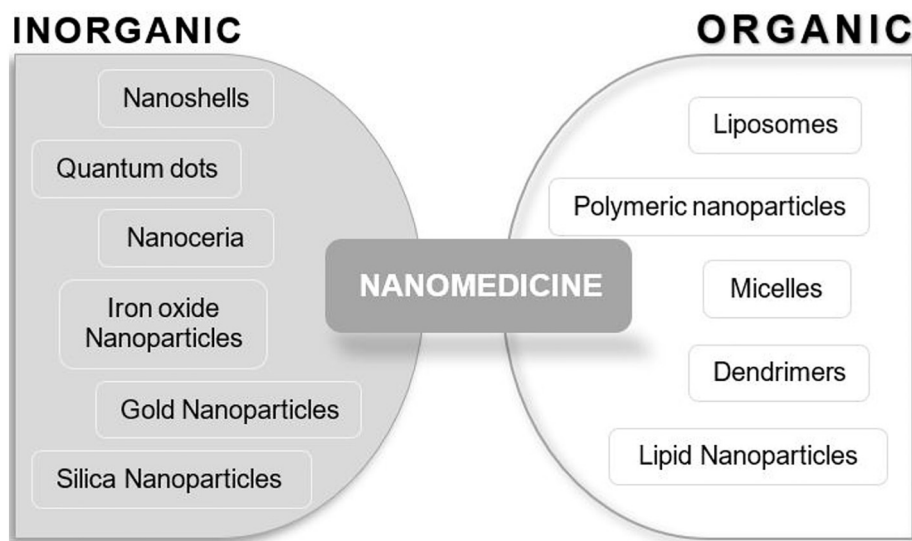 INORGANIC
Nanoshells
Quantum dots
Nanoceria
Iron oxide
Nanoparticles
Gold Nanoparticles
Silica Nanoparticles
NANOMEDICINE
ORGANIC
Liposomes
Polymeric nanoparticles
Micelles
Dendrimers
Lipid Nanoparticles